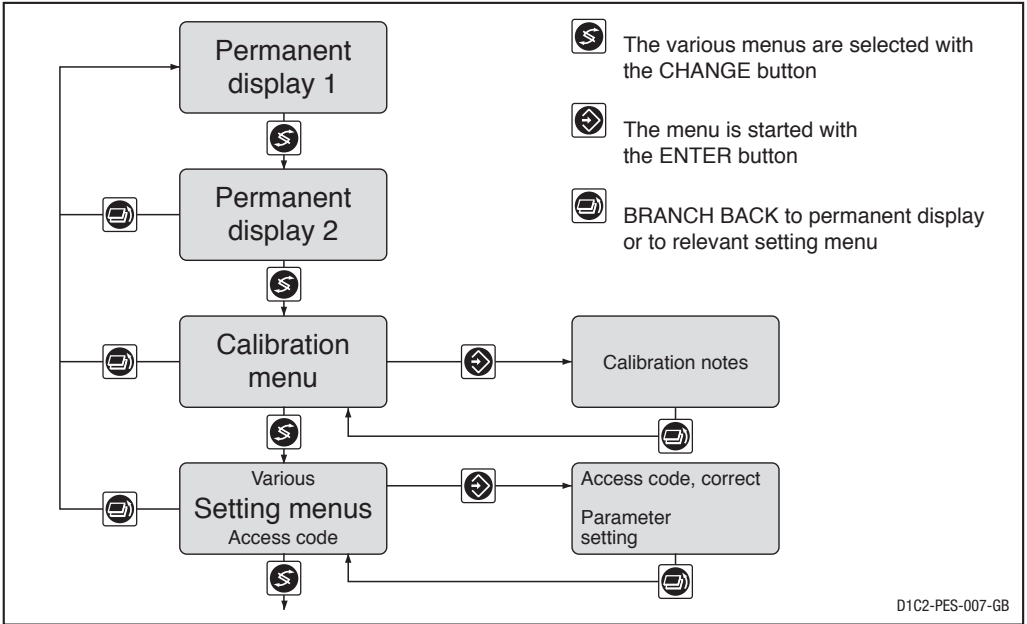 Permanent
display 1
The various menus are selected with
the CHANGE button
The menu is started with
the ENTER button
Permanent
display 2
BRANCH BACK to permanent display
or to relevant setting menu
Calibration
menu
Calibration notes
Various
Setting menus
Access code
Access code, correct
Parameter
setting
D1C2-PES-007-GB